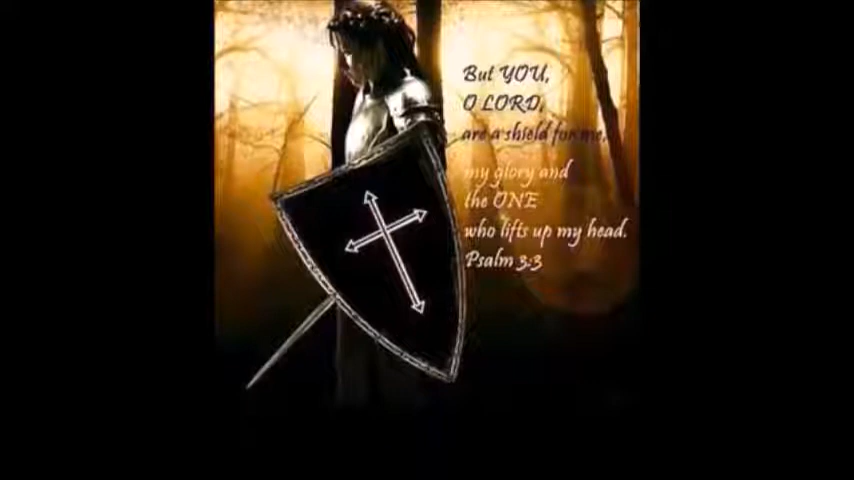 But YOU,
O LORD,
are a shield for me,
my glory and
the ONE
who lifts up my head.
Psalm 3:3